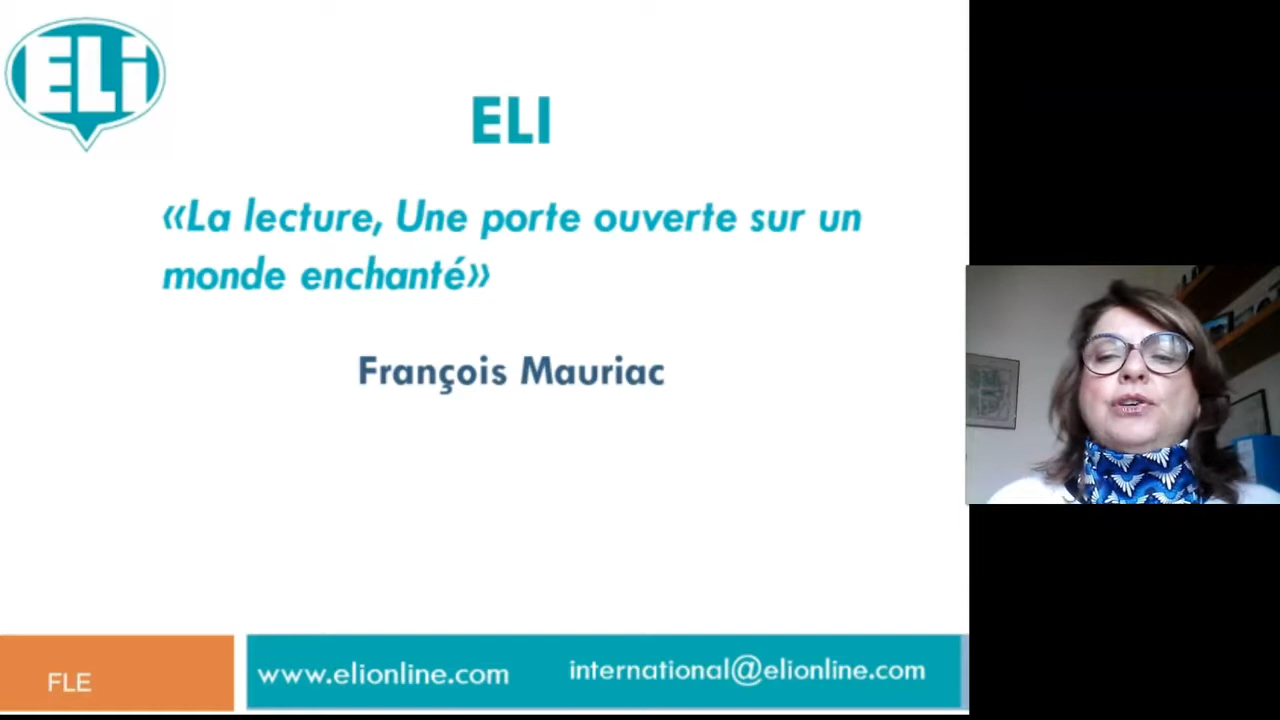 ELi
ELI
«La lecture, Une porte ouverte sur un
monde enchanté»
François Mauriac
FLE
www.elionline.com
international@elionline.com